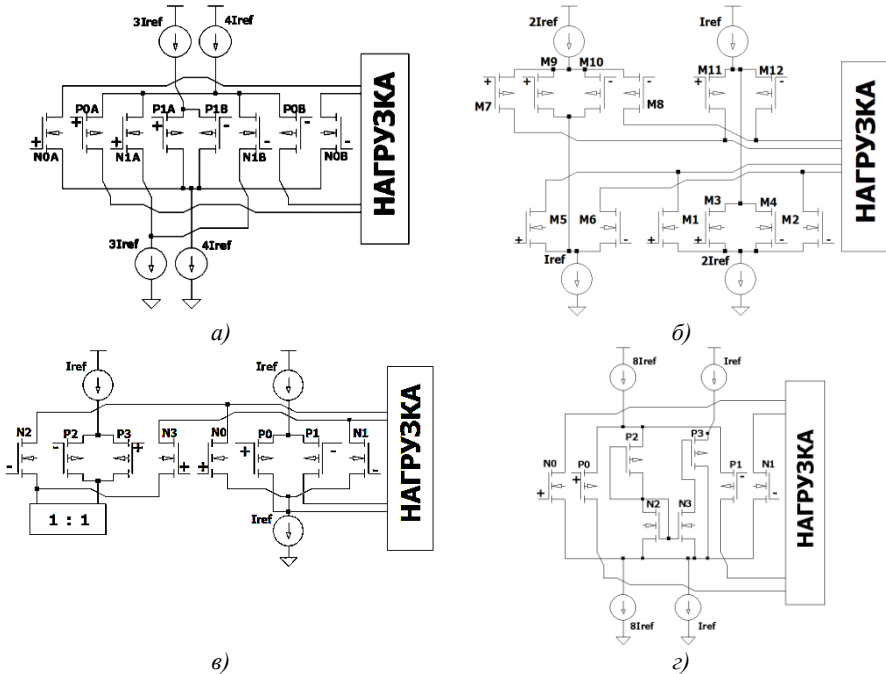 3Iref 4Iref
P0A P1A P1B P0B
+ + + - - -
N0A N1A N1B N0B
3Iref 4Iref
НАГРУЗКА
а)
2Iref Iref
M9 M10 M11 M12
+ + - - + -
M7 M8
M3 M4
M5 M6 M1 M2
+ - + + - -
Iref 2Iref
НАГРУЗКА
б)
Iref Iref
N2 P2 P3 N3 N0 P0 P1 N1
- - + + + + - -
1 : 1
Iref
НАГРУЗКА
в)
8Iref Iref
P2 P3
N0 P0 P1 N1
+ + - -
N2 N3
8Iref Iref
НАГРУЗКА
г)